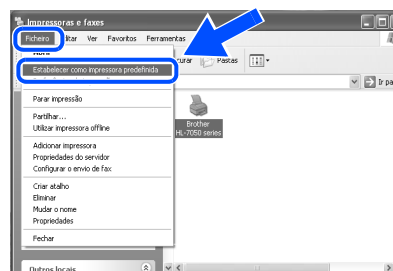 Impressoras e faxes
Ficheiro Editar Ver Favoritos Ferramentas
Pastas
Ir pa
Estabelecer como impressora predefinida
Parar impressão
Partilhar...
Utilizar impressora offline
Adicionar impressora
Propriedades do servidor
Configurar o envio de fax
Criar atalho
Eliminar
Mudar o nome
Propriedades
Fechar
Brother
HL-7050 series
Outros locais